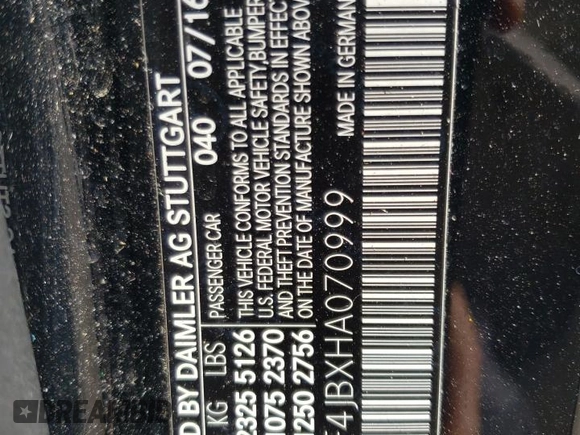 D BY DAIMLER AG STUTTGART
040 07/16
KG LBS PASSENGER CAR
2325 5126 THIS VEHICLE CONFORMS TO ALL APPLICABLE
U.S. FEDERAL MOTOR VEHICLE SAFETY, BUMPER
1075 2370 AND THEFT PREVENTION STANDARDS IN EFFECT
1250 2756 ON THE DATE OF MANUFACTURE SHOWN ABOVE
4JBXHA070999 MADE IN GERMANY
EPICVIN